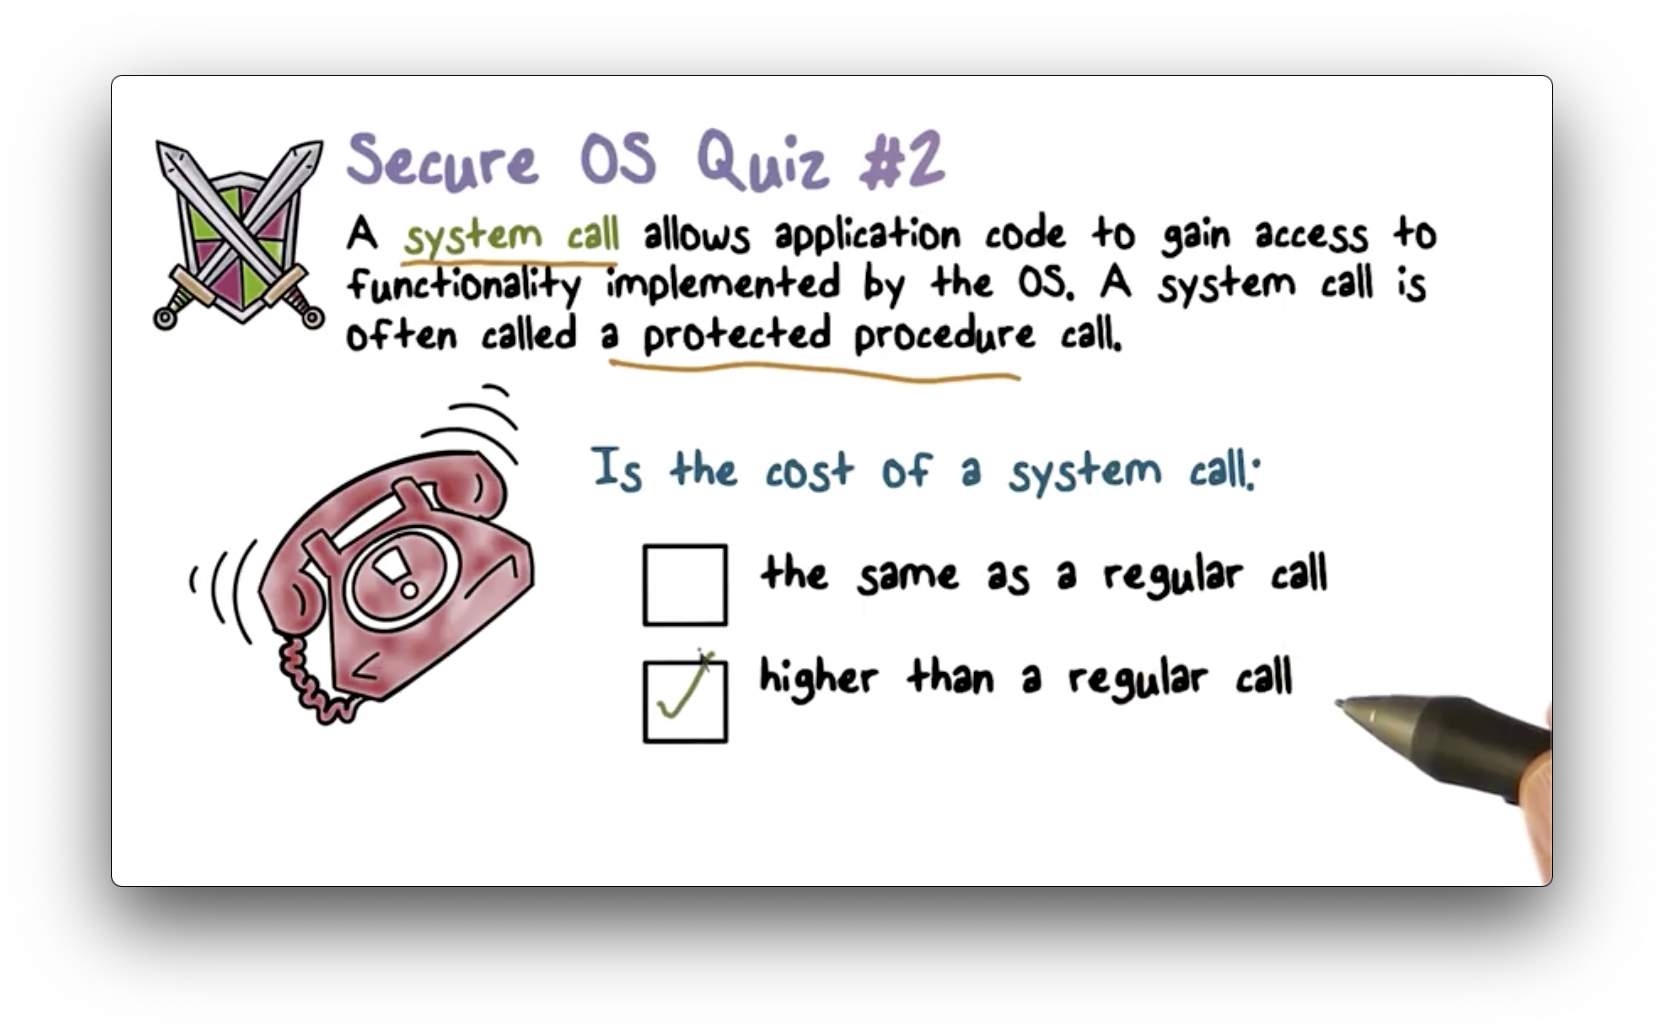 Secure OS Quiz #2
A system call allows application code to gain access to
functionality implemented by the OS. A system call is
often called a protected procedure call.
Is the cost of a system call:
the same as a regular call
higher than a regular call